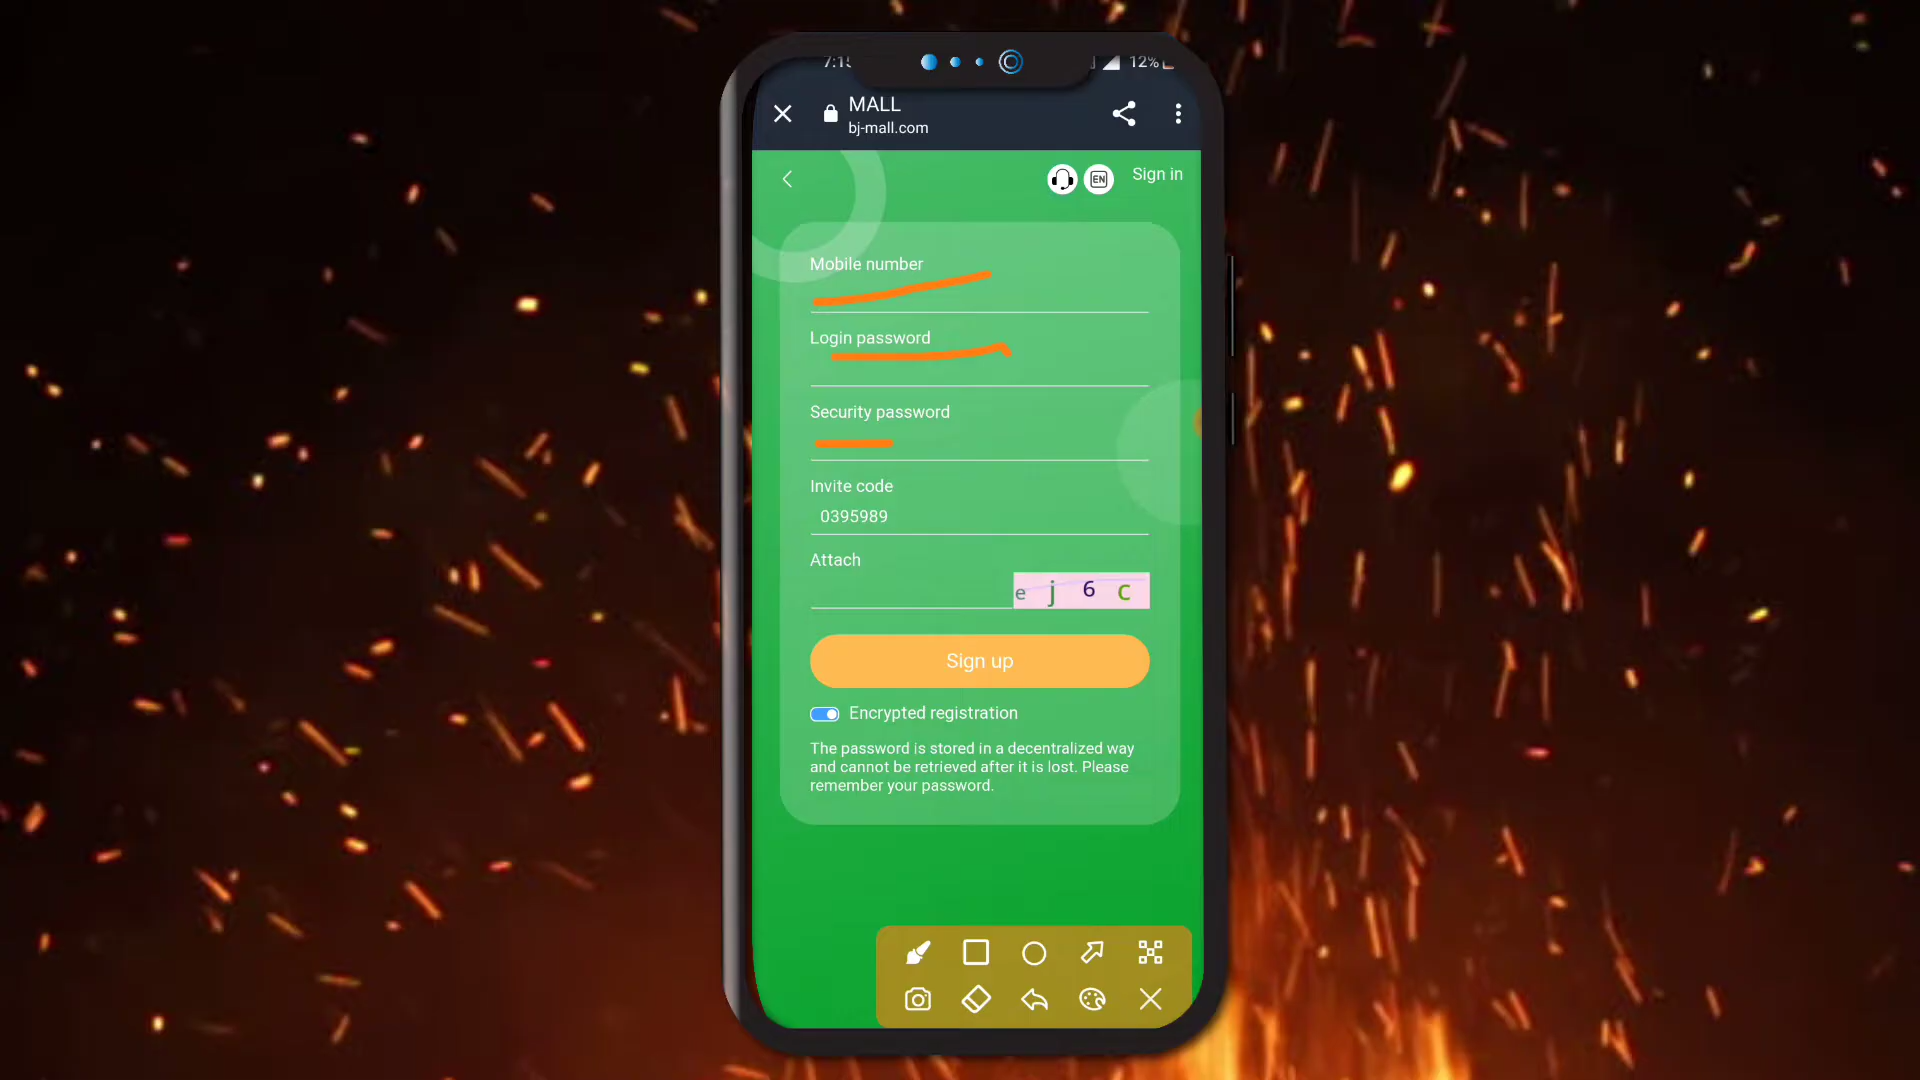 12%
MALL
bj-mall.com
EN
Sign in
Mobile number
Login password
Security password
Invite code
0395989
Attach
e j 6 C
Sign up
Encrypted registration
The password is stored in a decentralized way
and cannot be retrieved after it is lost. Please
remember your password.